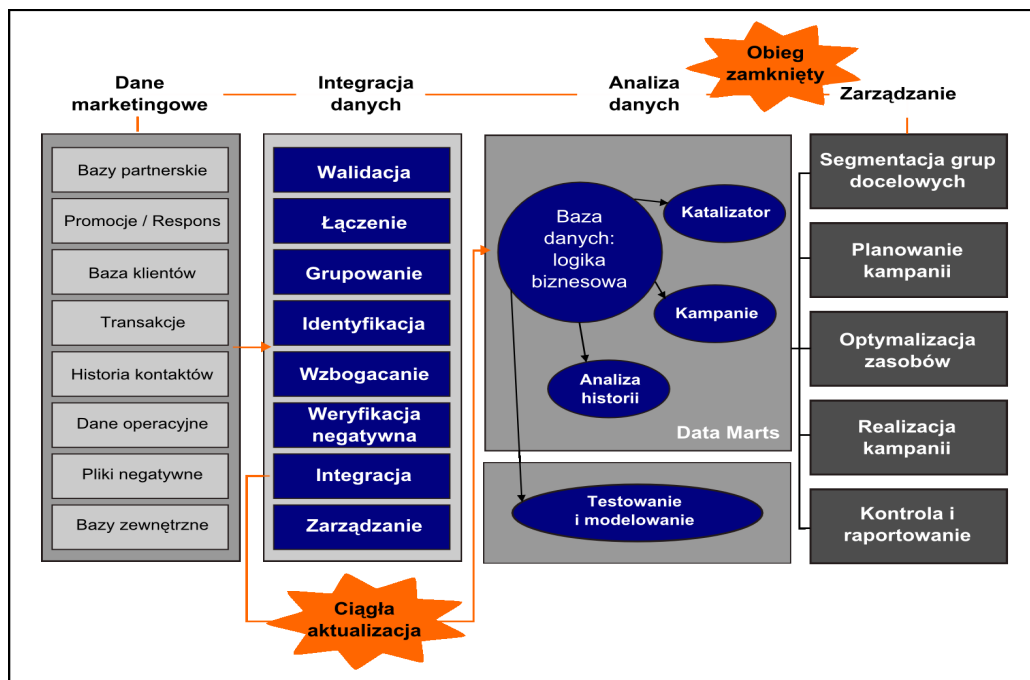 Obieg
zamknięty
Dane
marketingowe
Integracja
danych
Analiza
danych
Zarządzanie
Bazy partnerskie
Promocje / Respons
Baza klientów
Transakcje
Historia kontaktów
Dane operacyjne
Pliki negatywne
Bazy zewnętrzne
Walidacja
Łączenie
Grupowanie
Identyfikacja
Wzbogacanie
Weryfikacja
negatywna
Integracja
Zarządzanie
Baza
danych:
logika
biznesowa
Katalizator
Kampanie
Analiza
historii
Data Marts
Testowanie
i modelowanie
Segmentacja grup
docelowych
Planowanie
kampanii
Optymalizacja
zasobów
Realizacja
kampanii
Kontrola i
raportowanie
Ciągła
aktualizacja